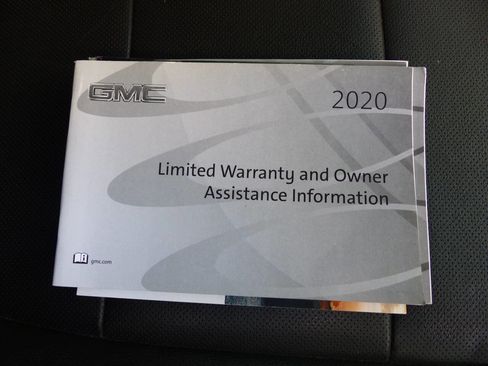 GMC
2020
Limited Warranty and Owner
Assistance Information
gmc.com